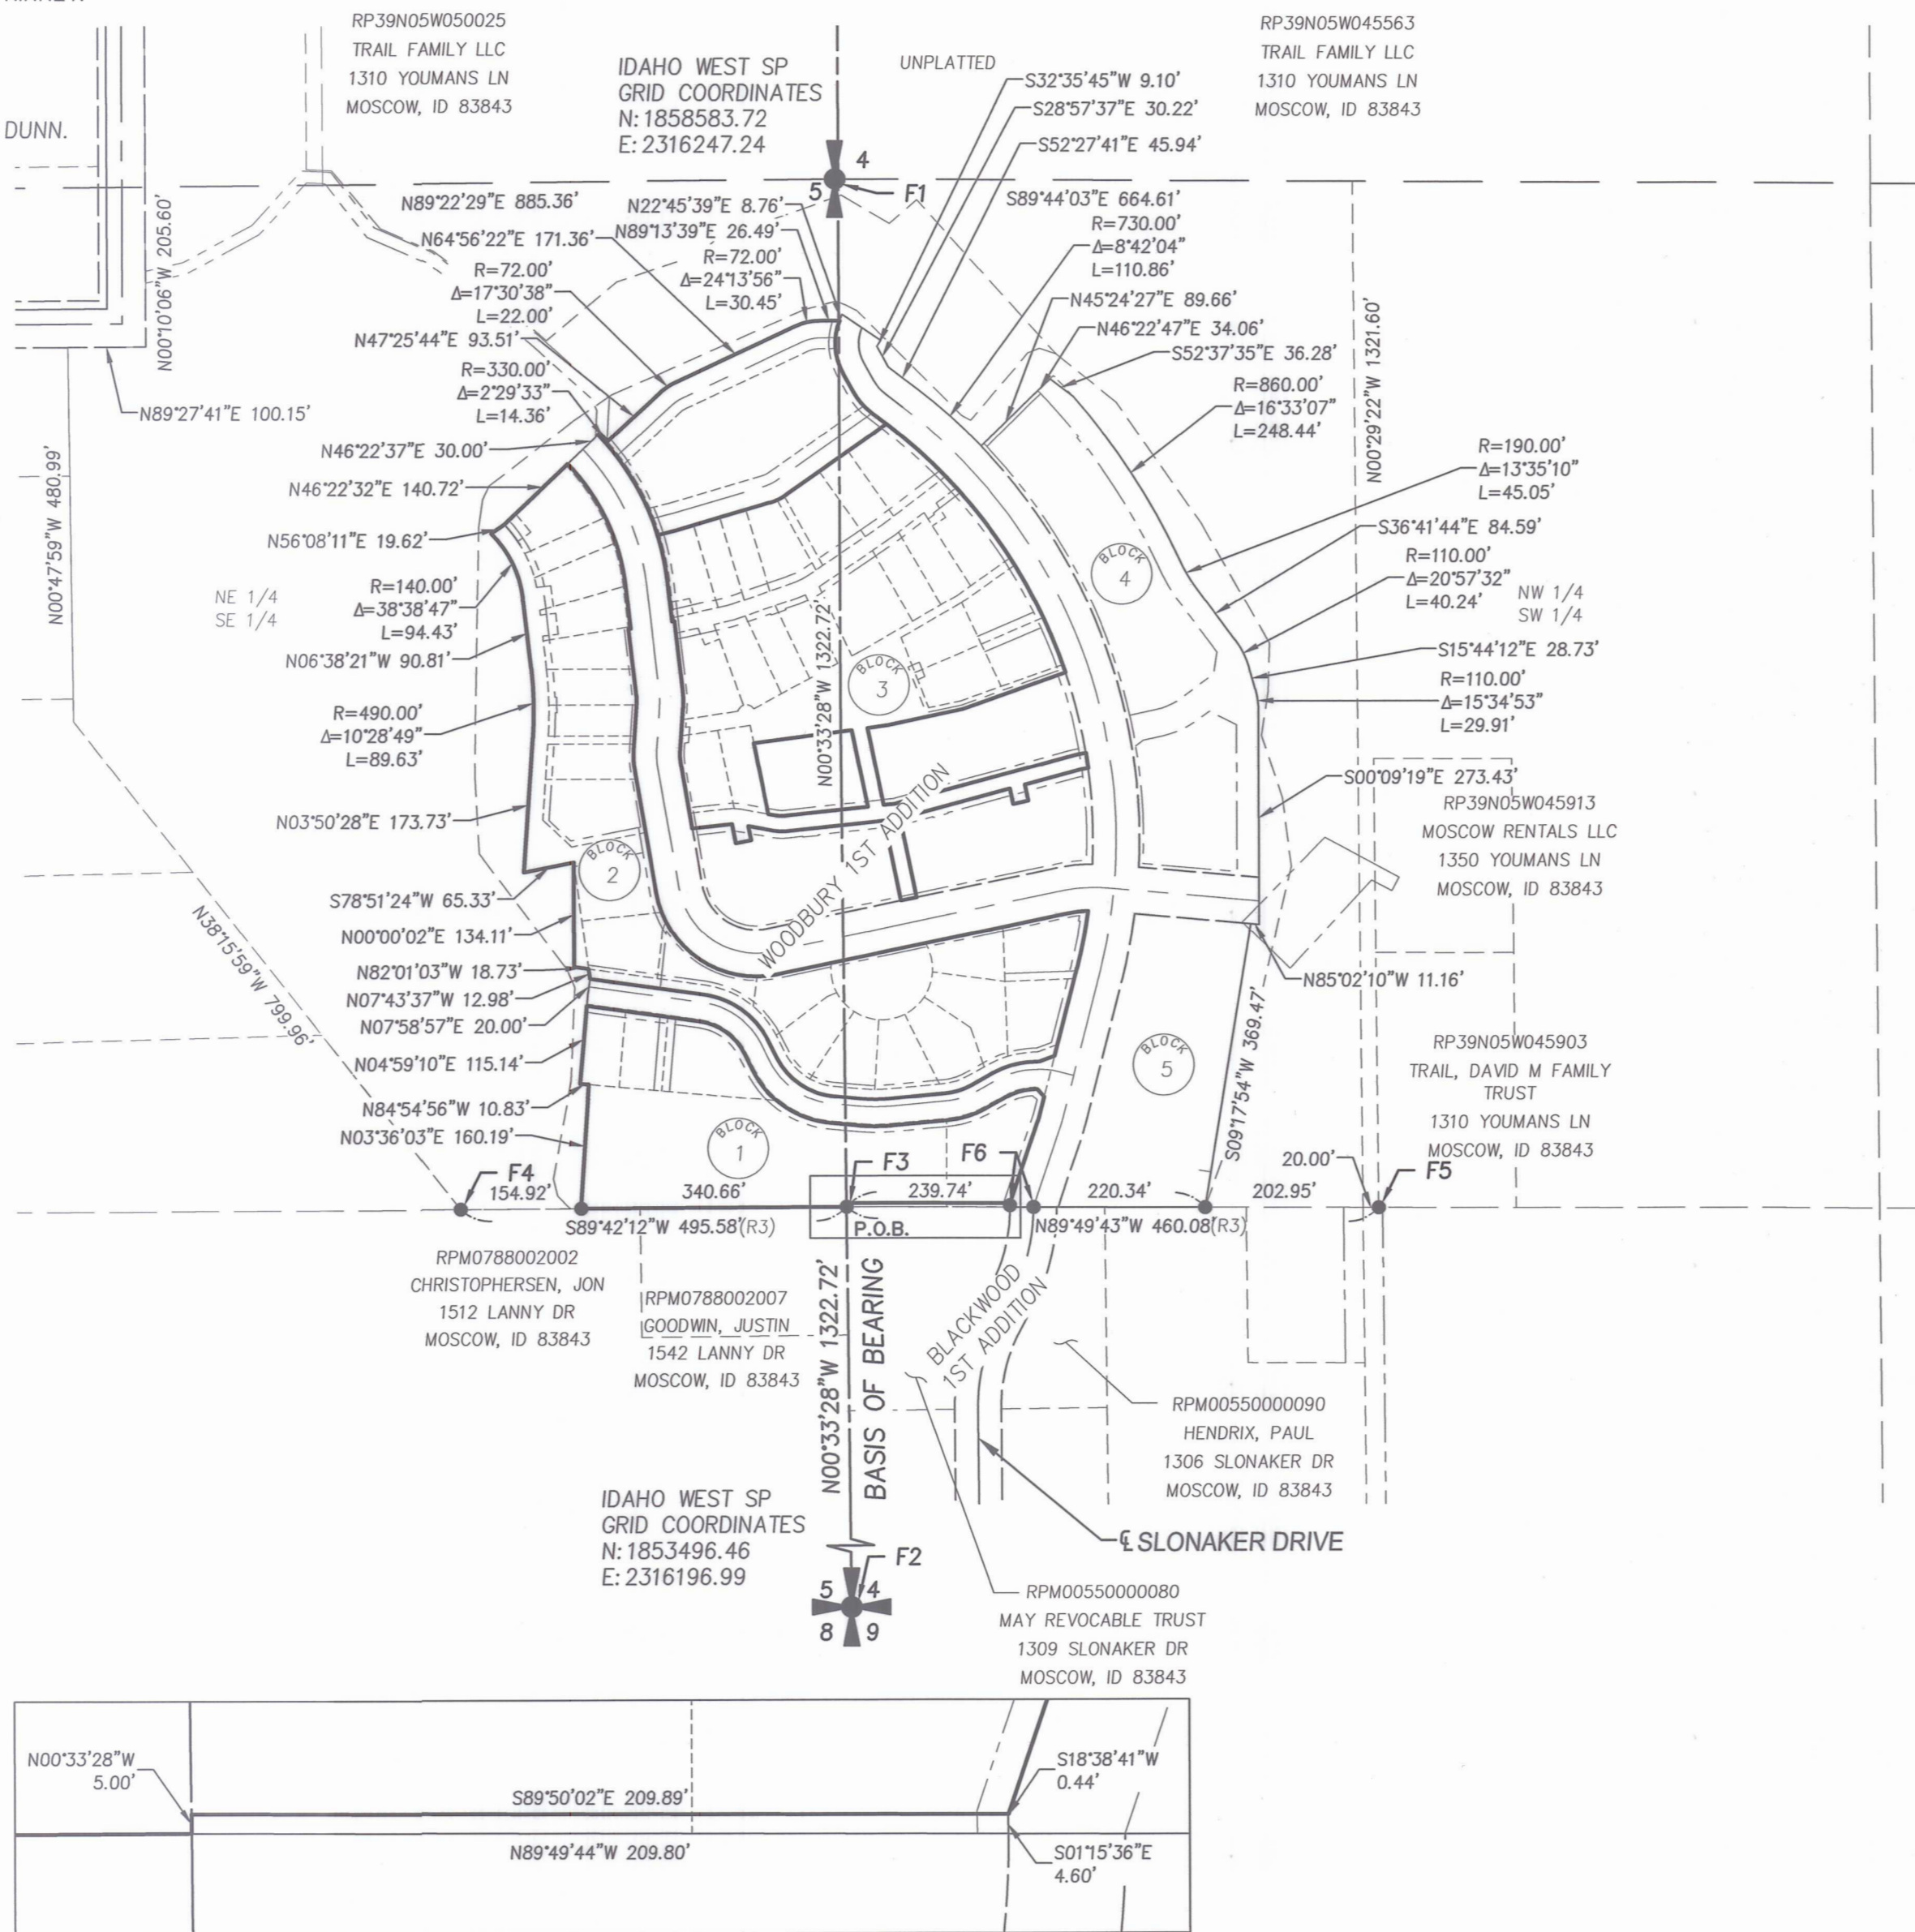 RP39N05W050025
TRAIL FAMILY LLC
1310 YOUMANS LN
MOSCOW, ID 83843
DUNN.
IDAHO WEST SP
GRID COORDINATES
N: 1858583.72
E: 2316247.24
UNPLATTED
RP39N05W045563
TRAIL FAMILY LLC
1310 YOUMANS LN
MOSCOW, ID 83843
S32°35'45"W 9.10'
S28°57'37"E 30.22'
S52°27'41"E 45.94'
4
5
F1
N89°22'29"E 885.36'
S89°44'03"E 664.61'
N00°10'06"W 205.60'
N22°45'39"E 8.76'
N89°13'39"E 26.49'
N64°56'22"E 171.36'
R=72.00'
Δ=24°13'56"
L=30.45'
R=72.00'
Δ=17°30'38"
L=22.00'
N47°25'44"E 93.51'
R=330.00'
Δ=2°29'33"
L=14.36'
N46°22'37"E 30.00'
N46°22'32"E 140.72'
N56°08'11"E 19.62'
R=140.00'
Δ=38°38'47"
L=94.43'
N06°38'21"W 90.81'
R=490.00'
Δ=10°28'49"
L=89.63'
N03°50'28"E 173.73'
S78°51'24"W 65.33'
N00°00'02"E 134.11'
N82°01'03"W 18.73'
N07°43'37"W 12.98'
N07°58'57"E 20.00'
N04°59'10"E 115.14'
N84°54'56"W 10.83'
N03°36'03"E 160.19'
N89°27'41"E 100.15'
N00°47'59"W 480.99'
NE 1/4
SE 1/4
N38°15'59"W 799.96'
R=730.00'
Δ=8°42'04"
L=110.86'
N45°24'27"E 89.66'
N46°22'47"E 34.06'
S52°37'35"E 36.28'
R=860.00'
Δ=16°33'07"
L=248.44'
N00°29'22"W 1321.60'
R=190.00'
Δ=13°35'10"
L=45.05'
S36°41'44"E 84.59'
R=110.00'
Δ=20°57'32"
L=40.24'
NW 1/4
SW 1/4
S15°44'12"E 28.73'
R=110.00'
Δ=15°34'53"
L=29.91'
S00°09'19"E 273.43'
RP39N05W045913
MOSCOW RENTALS LLC
1350 YOUMANS LN
MOSCOW, ID 83843
N85°02'10"W 11.16'
S09°17'54"W 369.47'
RP39N05W045903
TRAIL, DAVID M FAMILY
TRUST
1310 YOUMANS LN
MOSCOW, ID 83843
BLOCK
4
BLOCK
3
N00°33'28"W 1322.72'
WOODBURY 1ST ADDITION
BLOCK
2
BLOCK
5
BLOCK
1
F4
154.92'
340.66'
F3
239.74'
F6
220.34'
202.95'
20.00'
F5
S89°42'12"W 495.58'(R3)
P.O.B.
N89°49'43"W 460.08'(R3)
RPM0788002002
CHRISTOPHERSEN, JON
1512 LANNY DR
MOSCOW, ID 83843
RPM0788002007
GOODWIN, JUSTIN
1542 LANNY DR
MOSCOW, ID 83843
N00°33'28"W 1322.72'
BASIS OF BEARING
BLACKWOOD
1ST ADDITION
RPM00550000090
HENDRIX, PAUL
1306 SLONAKER DR
MOSCOW, ID 83843
IDAHO WEST SP
GRID COORDINATES
N: 1853496.46
E: 2316196.99
℄ SLONAKER DRIVE
F2
5 4
8 9
RPM00550000080
MAY REVOCABLE TRUST
1309 SLONAKER DR
MOSCOW, ID 83843
N00°33'28"W
5.00'
S89°50'02"E 209.89'
N89°49'44"W 209.80'
S18°38'41"W
0.44'
S01°15'36"E
4.60'